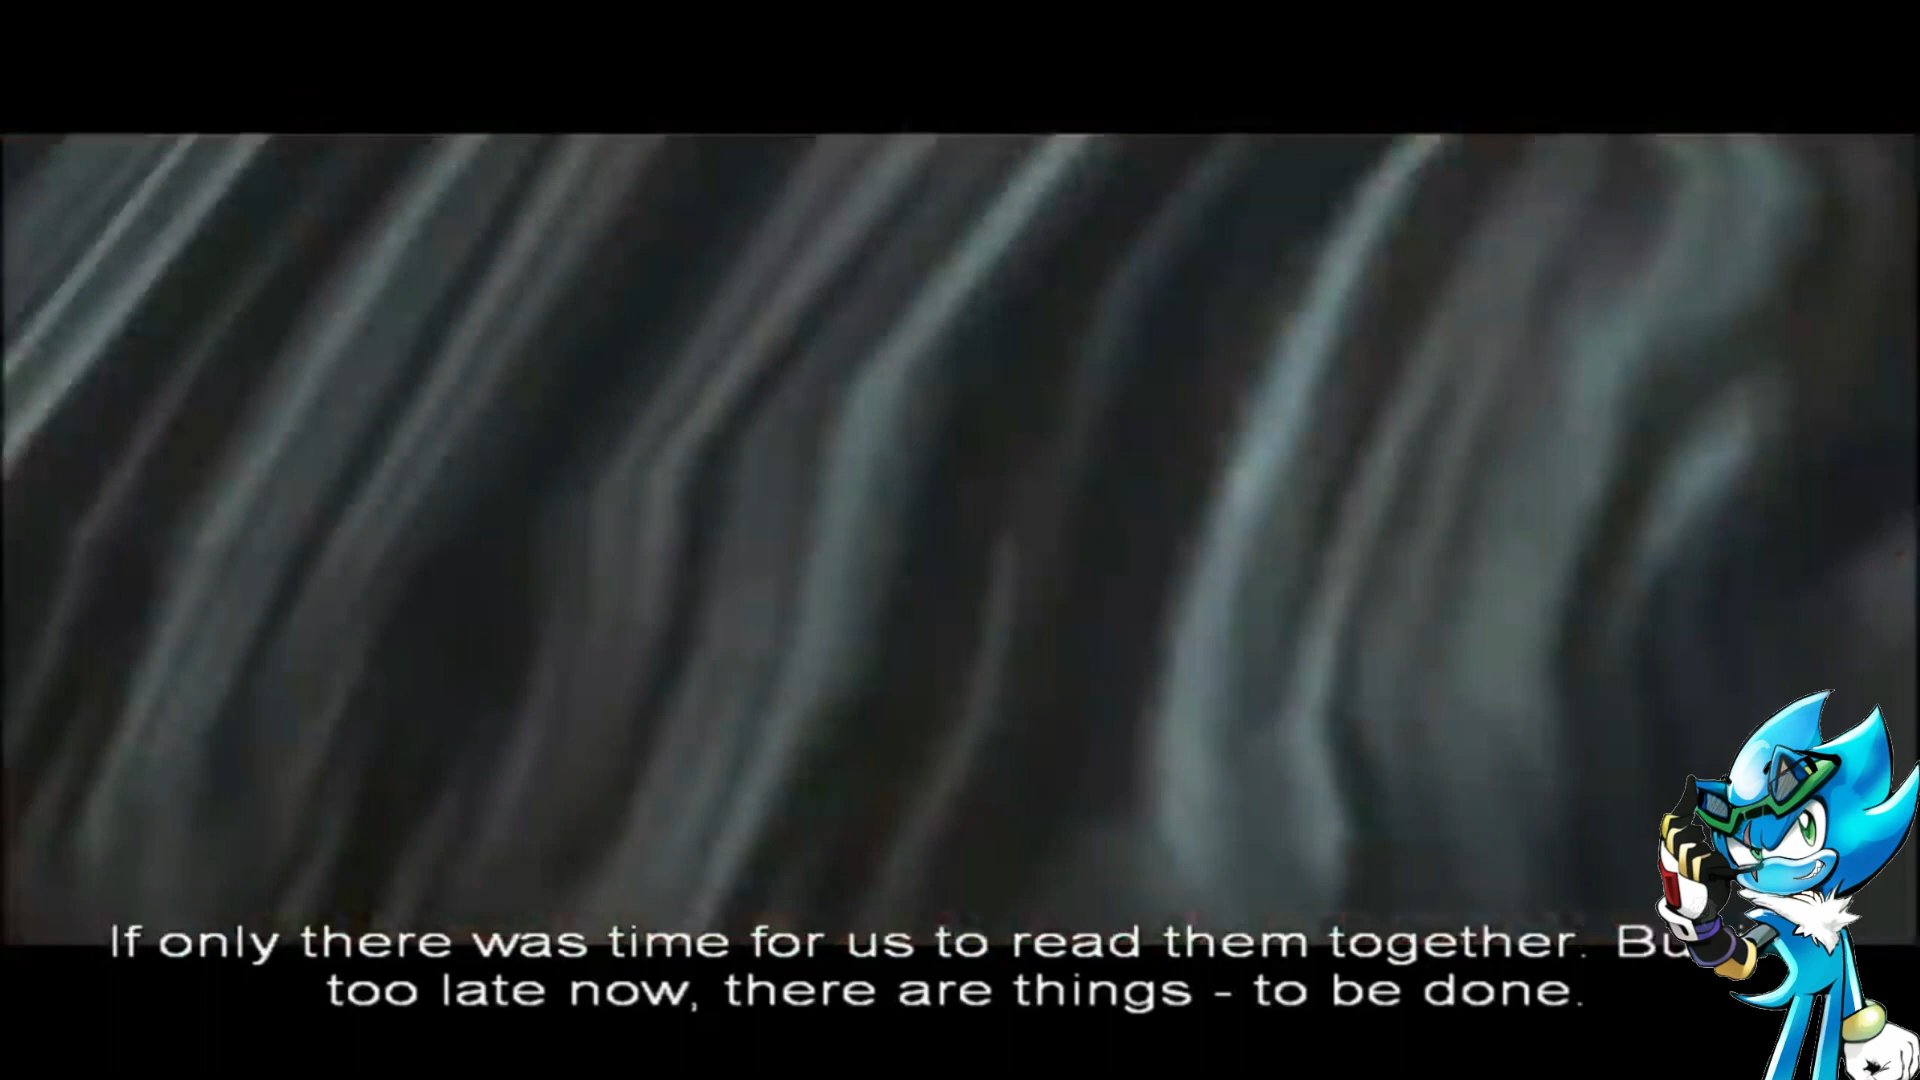 If only there was time for us to read them together. Bu
too late now, there are things - to be done.